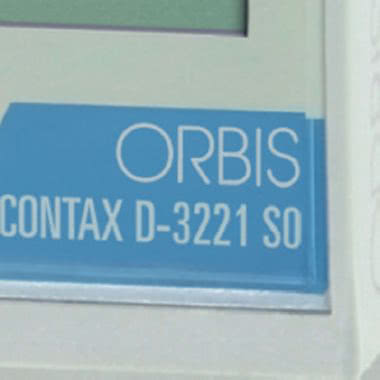 ORBIS
CONTAX D-3221 SO